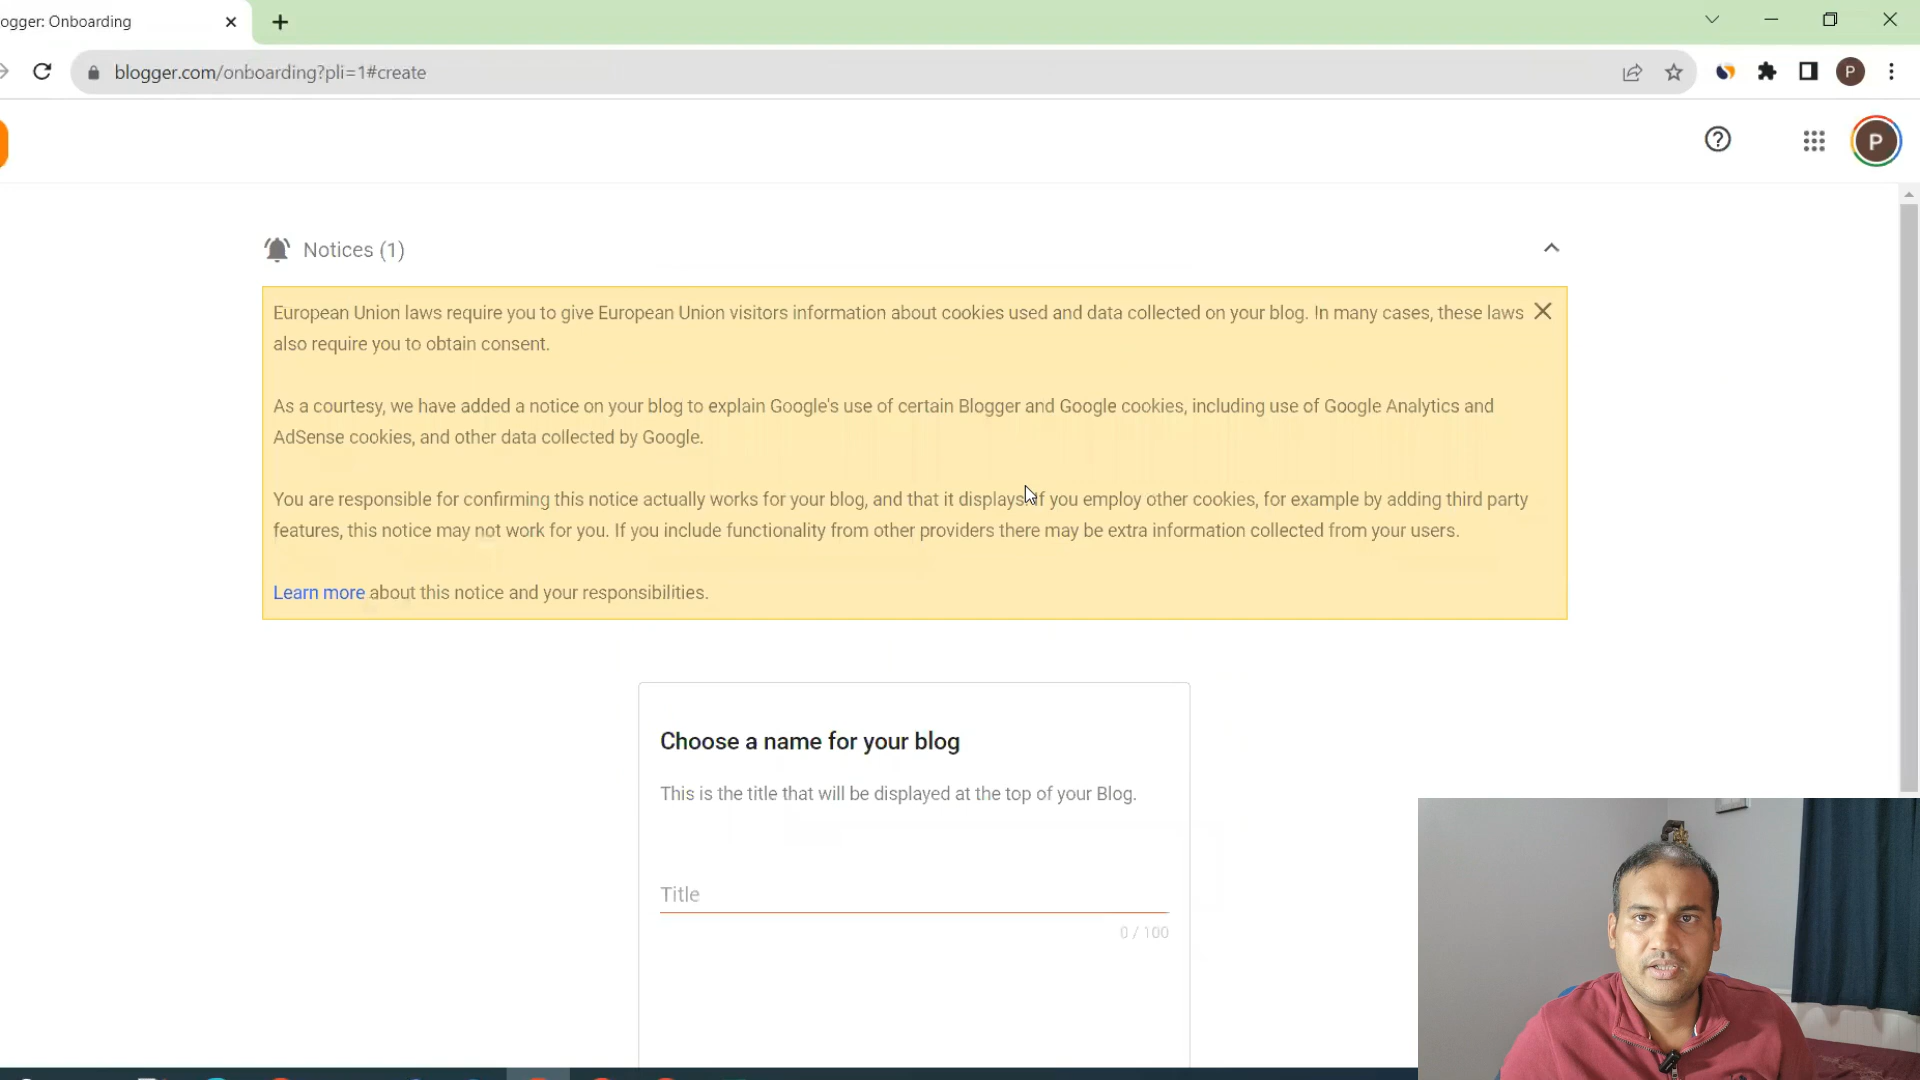 ogger: Onboarding
blogger.com/onboarding?pli=1#create
P
P
Notices (1)
European Union laws require you to give European Union visitors information about cookies used and data collected on your blog. In many cases, these laws
also require you to obtain consent.
As a courtesy, we have added a notice on your blog to explain Google's use of certain Blogger and Google cookies, including use of Google Analytics and
AdSense cookies, and other data collected by Google.
You are responsible for confirming this notice actually works for your blog, and that it displays. If you employ other cookies, for example by adding third party
features, this notice may not work for you. If you include functionality from other providers there may be extra information collected from your users.
Learn more about this notice and your responsibilities.
Choose a name for your blog
This is the title that will be displayed at the top of your Blog.
Title
0 / 100